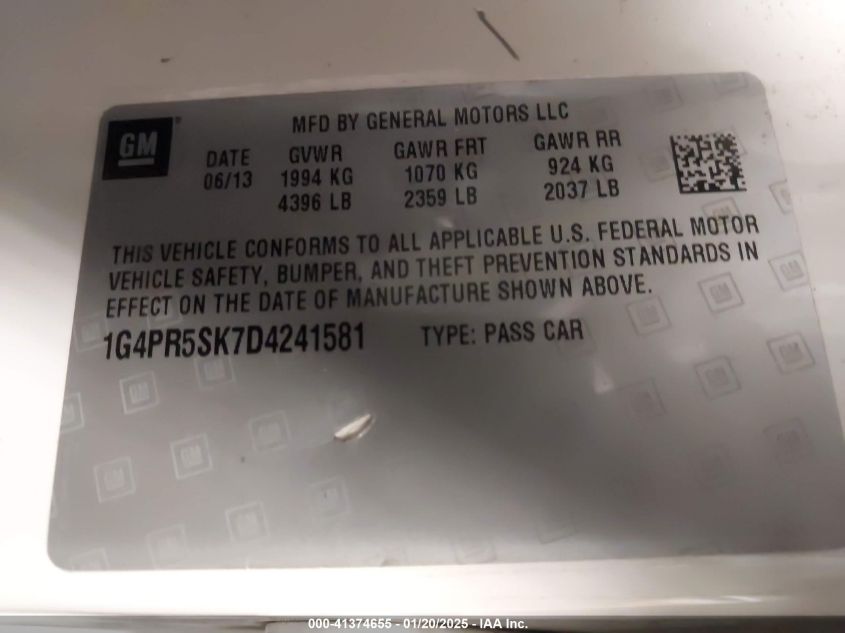 GM
MFD BY GENERAL MOTORS LLC
DATE GVWR GAWR FRT GAWR RR
06/13 1994 KG 1070 KG 924 KG
4396 LB 2359 LB 2037 LB
THIS VEHICLE CONFORMS TO ALL APPLICABLE U.S. FEDERAL MOTOR
VEHICLE SAFETY, BUMPER, AND THEFT PREVENTION STANDARDS IN
EFFECT ON THE DATE OF MANUFACTURE SHOWN ABOVE.
1G4PR5SK7D4241581 TYPE: PASS CAR
000-41374655 - 01/20/2025 - IAA Inc.